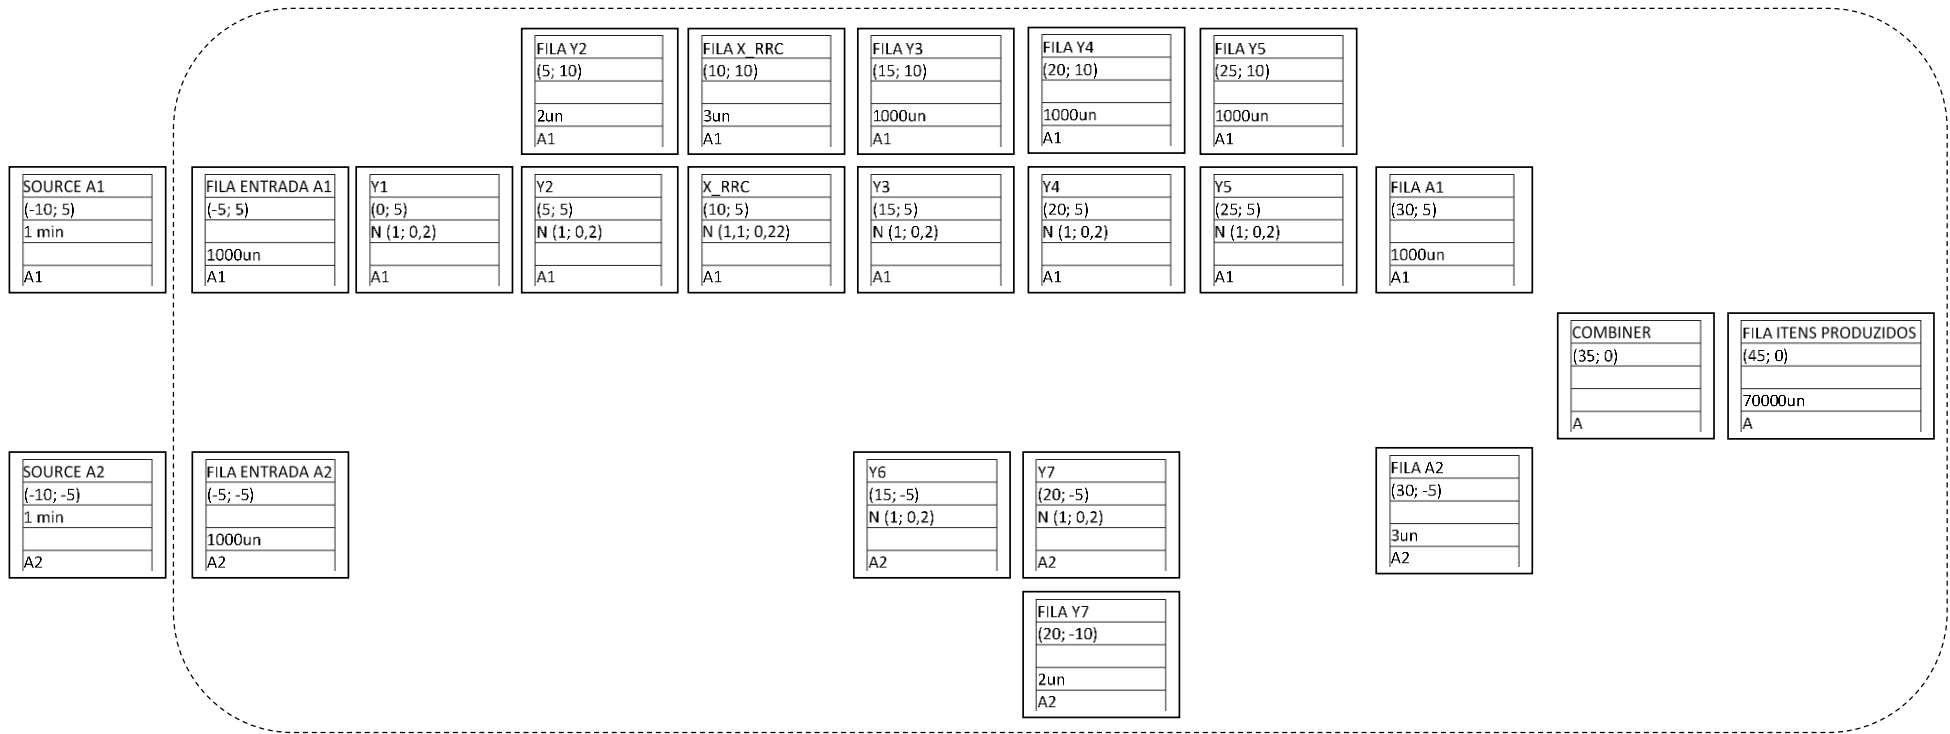 FILA Y2
(5; 10)
2un
A1
FILA X_RRC
(10; 10)
3un
A1
FILA Y3
(15; 10)
1000un
A1
FILA Y4
(20; 10)
1000un
A1
FILA Y5
(25; 10)
1000un
A1
SOURCE A1
(-10; 5)
1 min
A1
FILA ENTRADA A1
(-5; 5)
1000un
A1
Y1
(0; 5)
N (1; 0,2)
A1
Y2
(5; 5)
N (1; 0,2)
A1
X_RRC
(10; 5)
N (1,1; 0,22)
A1
Y3
(15; 5)
N (1; 0,2)
A1
Y4
(20; 5)
N (1; 0,2)
A1
Y5
(25; 5)
N (1; 0,2)
A1
FILA A1
(30; 5)
1000un
A1
COMBINER
(35; 0)
A
FILA ITENS PRODUZIDOS
(45; 0)
70000un
A
SOURCE A2
(-10; -5)
1 min
A2
FILA ENTRADA A2
(-5; -5)
1000un
A2
Y6
(15; -5)
N (1; 0,2)
A2
Y7
(20; -5)
N (1; 0,2)
A2
FILA A2
(30; -5)
3un
A2
FILA Y7
(20; -10)
2un
A2